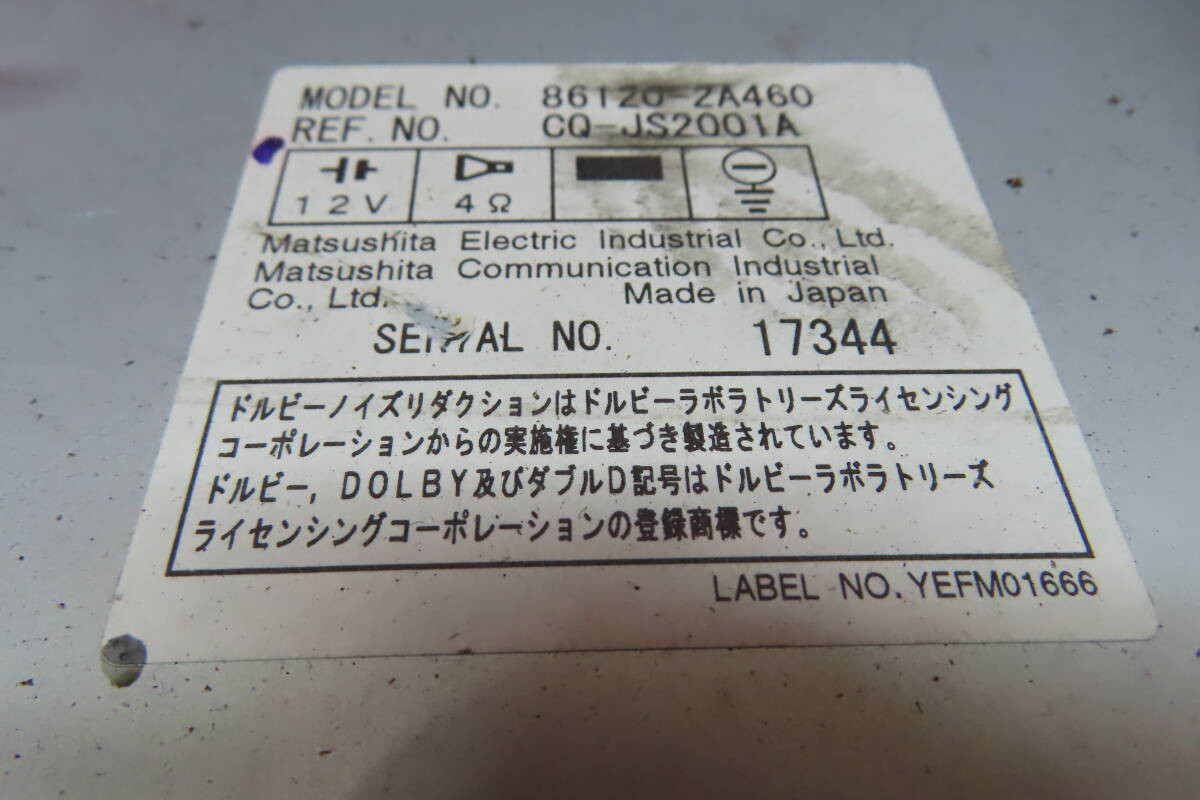 MODEL NO. 86120-2A460
REF. NO. CQ-JS2001A
12V 4Ω
Matsushita Electric Industrial Co., Ltd.
Matsushita Communication Industrial
Co., Ltd. Made in Japan
SERIAL NO. 17344
ドルビーノイズリダクションはドルビーラボラトリーズライセンシング
コーポレーションからの実施権に基づき製造されています。
ドルビー, DOLBY及びダブルD記号はドルビーラボラトリーズ
ライセンシングコーポレーションの登録商標です。
LABEL NO. YEFM01666